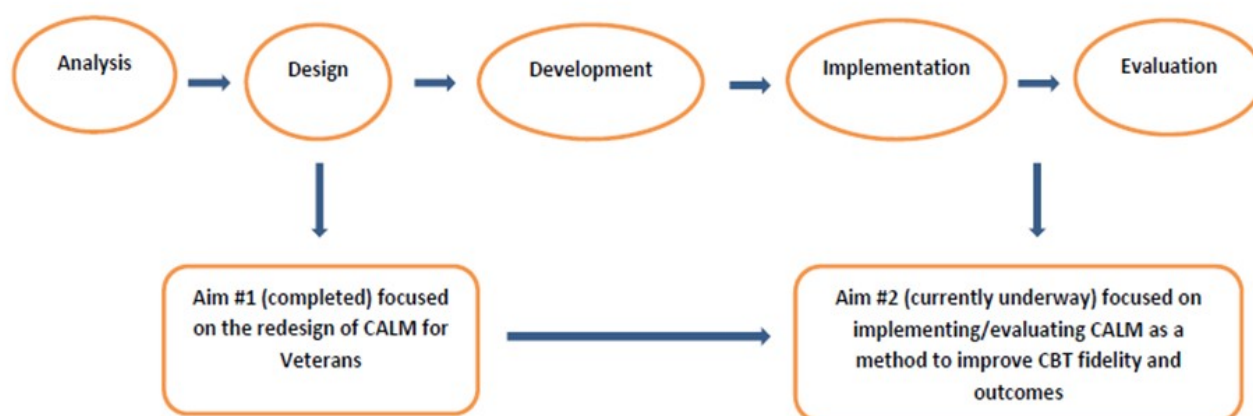 Analysis
Design
Development
Implementation
Evaluation
Aim #1 (completed) focused
on the redesign of CALM for
Veterans
Aim #2 (currently underway) focused on
implementing/evaluating CALM as a
method to improve CBT fidelity and
outcomes